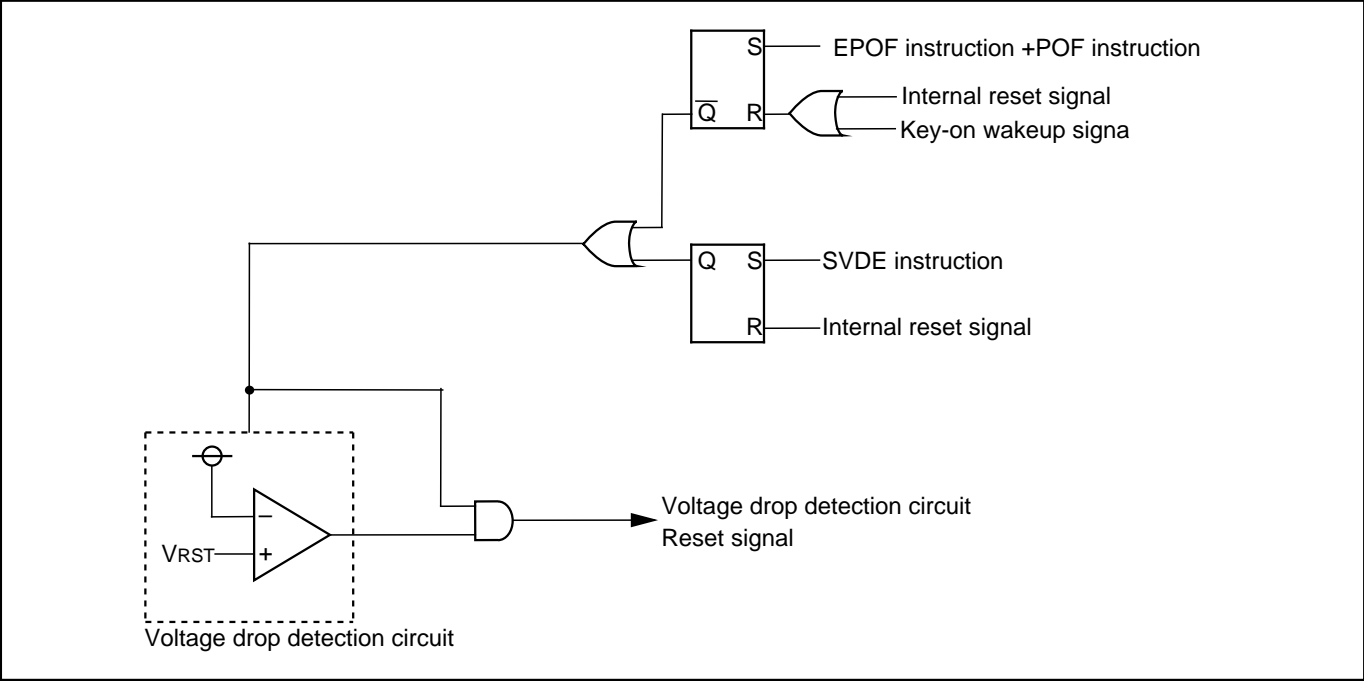 S
EPOF instruction +POF instruction
Q
R
Internal reset signal
Key-on wakeup signa
Q
S
SVDE instruction
R
Internal reset signal
−
VRST
+
Voltage drop detection circuit
Reset signal
Voltage drop detection circuit